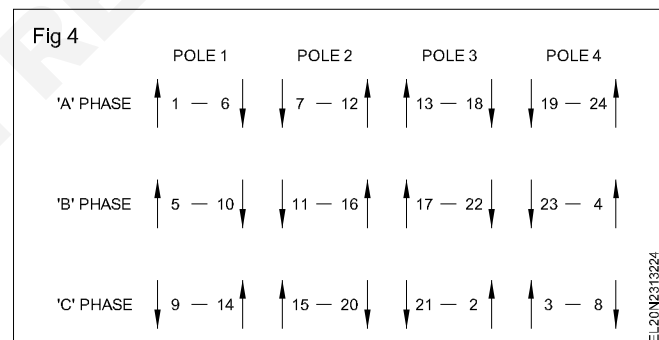 Fig 4
POLE 1 POLE 2 POLE 3 POLE 4
'A' PHASE 1 — 6 7 — 12 13 — 18 19 — 24
'B' PHASE 5 — 10 11 — 16 17 — 22 23 — 4
'C' PHASE 9 — 14 15 — 20 21 — 2 3 — 8
EL20N2313224